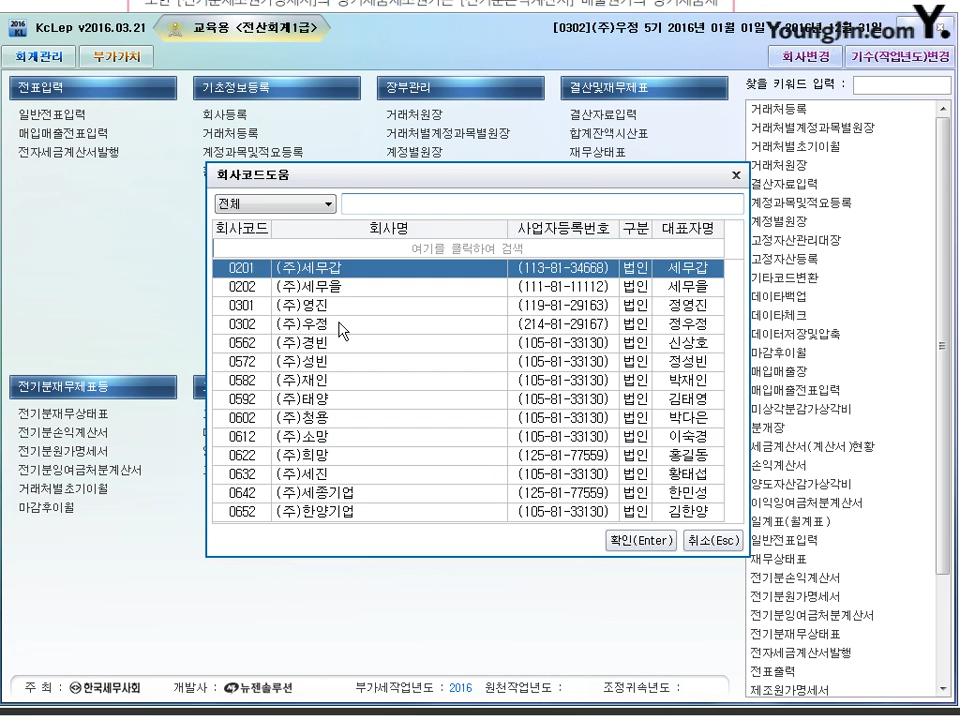 KcLep v2016.03.21
교육용 <전산회계1급>
[0302](주)우정 5기 2016년 01월 01일
Youngjin.com Y.
회계관리
부가가치
회사변경
기수(작업년도)변경
전표입력
기초정보등록
장부관리
결산및재무제표
찾을 키워드 입력 :
일반전표입력
회사등록
거래처원장
결산자료입력
매입매출전표입력
거래처등록
거래처별계정과목별원장
합계잔액시산표
전자세금계산서발행
계정과목및적요등록
계정별원장
재무상태표
회사코드도움
전체
회사코드 회사명 사업자등록번호 구분 대표자명
여기를 클릭하여 검색
0201 (주)세무갑 (113-81-34668) 법인 세무갑
0202 (주)세무을 (111-81-11112) 법인 세무을
0301 (주)영진 (119-81-29163) 법인 정영진
0302 (주)우정 (214-81-29167) 법인 정우정
0562 (주)경빈 (105-81-33130) 법인 신상호
0572 (주)성빈 (105-81-33130) 법인 정성빈
0582 (주)재인 (105-81-33130) 법인 박재인
0592 (주)태양 (105-81-33130) 법인 김태영
0602 (주)청용 (105-81-33130) 법인 박다은
0612 (주)소망 (105-81-33130) 법인 이숙경
0622 (주)희망 (125-81-77559) 법인 홍길동
0632 (주)세진 (105-81-33130) 법인 황태섭
0642 (주)세종기업 (125-81-77559) 법인 한민성
0652 (주)한양기업 (105-81-33130) 법인 김한양
확인(Enter)
취소(Esc)
전기분재무제표등
전기분재무상태표
전기분손익계산서
전기분원가명세서
전기분잉여금처분계산서
거래처별초기이월
마감후이월
거래처등록
거래처별계정과목별원장
거래처별초기이월
거래처원장
결산자료입력
계정과목및적요등록
계정별원장
고정자산관리대장
고정자산등록
기타코드변환
데이타백업
데이타체크
데이터저장및압축
마감후이월
매입매출장
매입매출전표입력
미상각분감가상각비
분개장
세금계산서(계산서)현황
손익계산서
양도자산감가상각비
이익잉여금처분계산서
일계표(월계표)
일반전표입력
재무상태표
전기분손익계산서
전기분원가명세서
전기분잉여금처분계산서
전기분재무상태표
전자세금계산서발행
전표출력
제조원가명세서
주 최 : 한국세무사회
개발사 : 뉴젠솔루션
부가세작업년도 : 2016
원천작업년도 :
조정귀속년도 :